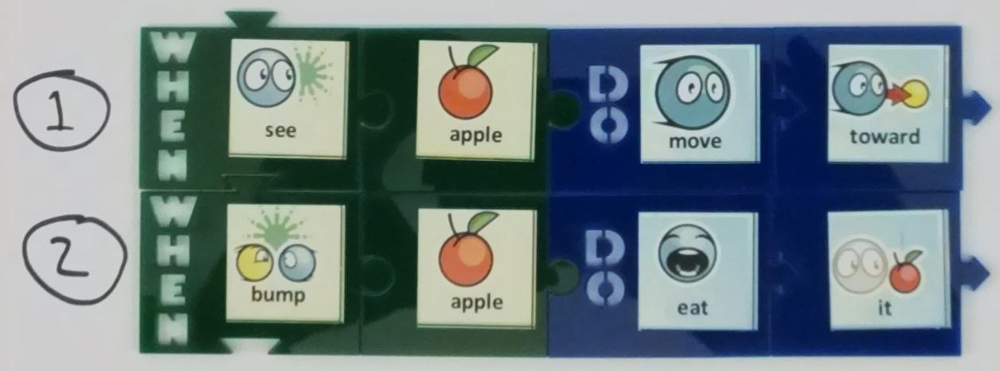 1 WHEN see apple DO move toward
2 WHEN bump apple DO eat it